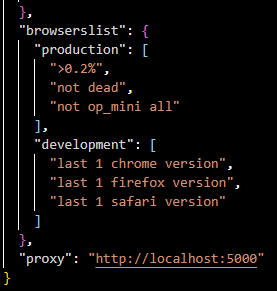 },
"browserslist": {
"production": [
">0.2%",
"not dead",
"not op_mini all"
],
"development": [
"last 1 chrome version",
"last 1 firefox version",
"last 1 safari version"
]
},
"proxy": "http://localhost:5000"
}